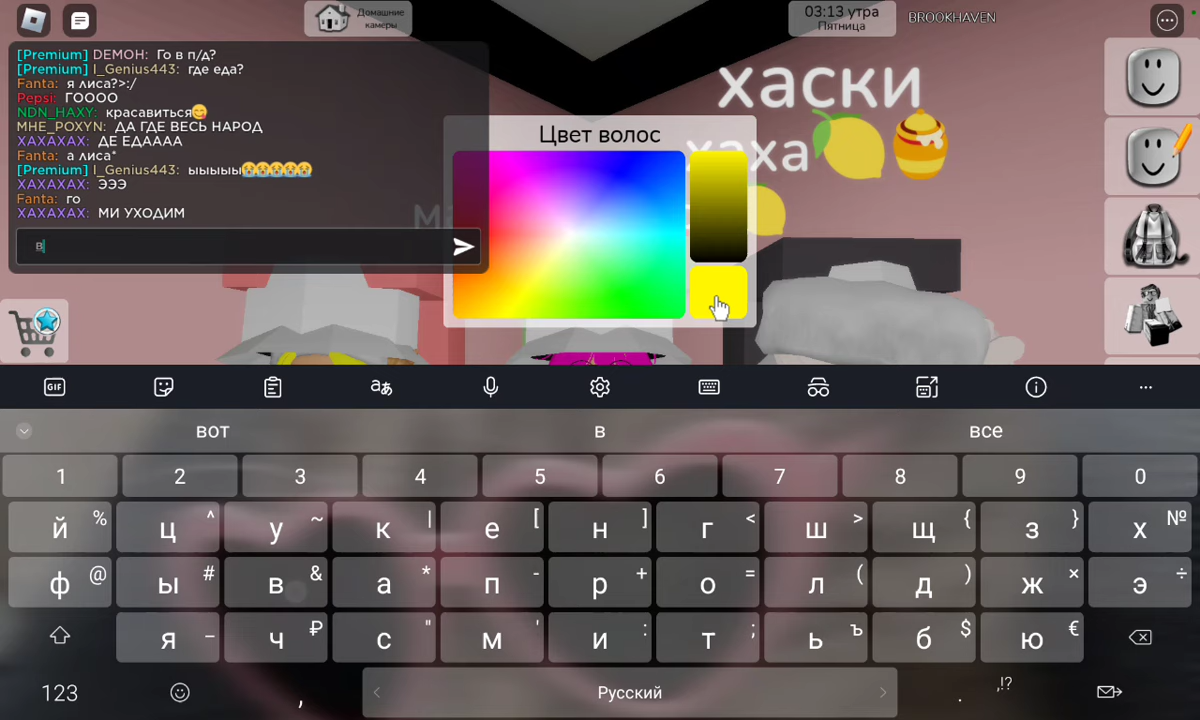 Домашние
камеры
03:13 утра
Пятница
BROOKHAVEN
[Premium] DEMOH: Го в п/д?
[Premium] I_Genius443: где еда?
Fanta: я лиса?>:/
Pepsi: ГОООО
NDN_HAXY: красавиться😋
MHE_POXYN: ДА ГДЕ ВЕСЬ НАРОД
XAXAXAX: ДЕ ЕДАААА
Fanta: а лиса*
[Premium] I_Genius443: ыыыыыы😭😭😭😭😭
XAXAXAX: ЭЭЭ
Fanta: го
XAXAXAX: МИ УХОДИМ
в
хаски
хаха🍋🍯
Цвет волос
GIF
вот в все
1 2 3 4 5 6 7 8 9 0
й % ц ^ у ~ к | е [ н ] г < ш > щ { з } х №
ф @ ы # в & а * п - р + о = л ( д ) ж × э ÷
я _ ч ₽ с " м ' и : т ; ь ъ б $ ю €
123 , Русский . ,!?